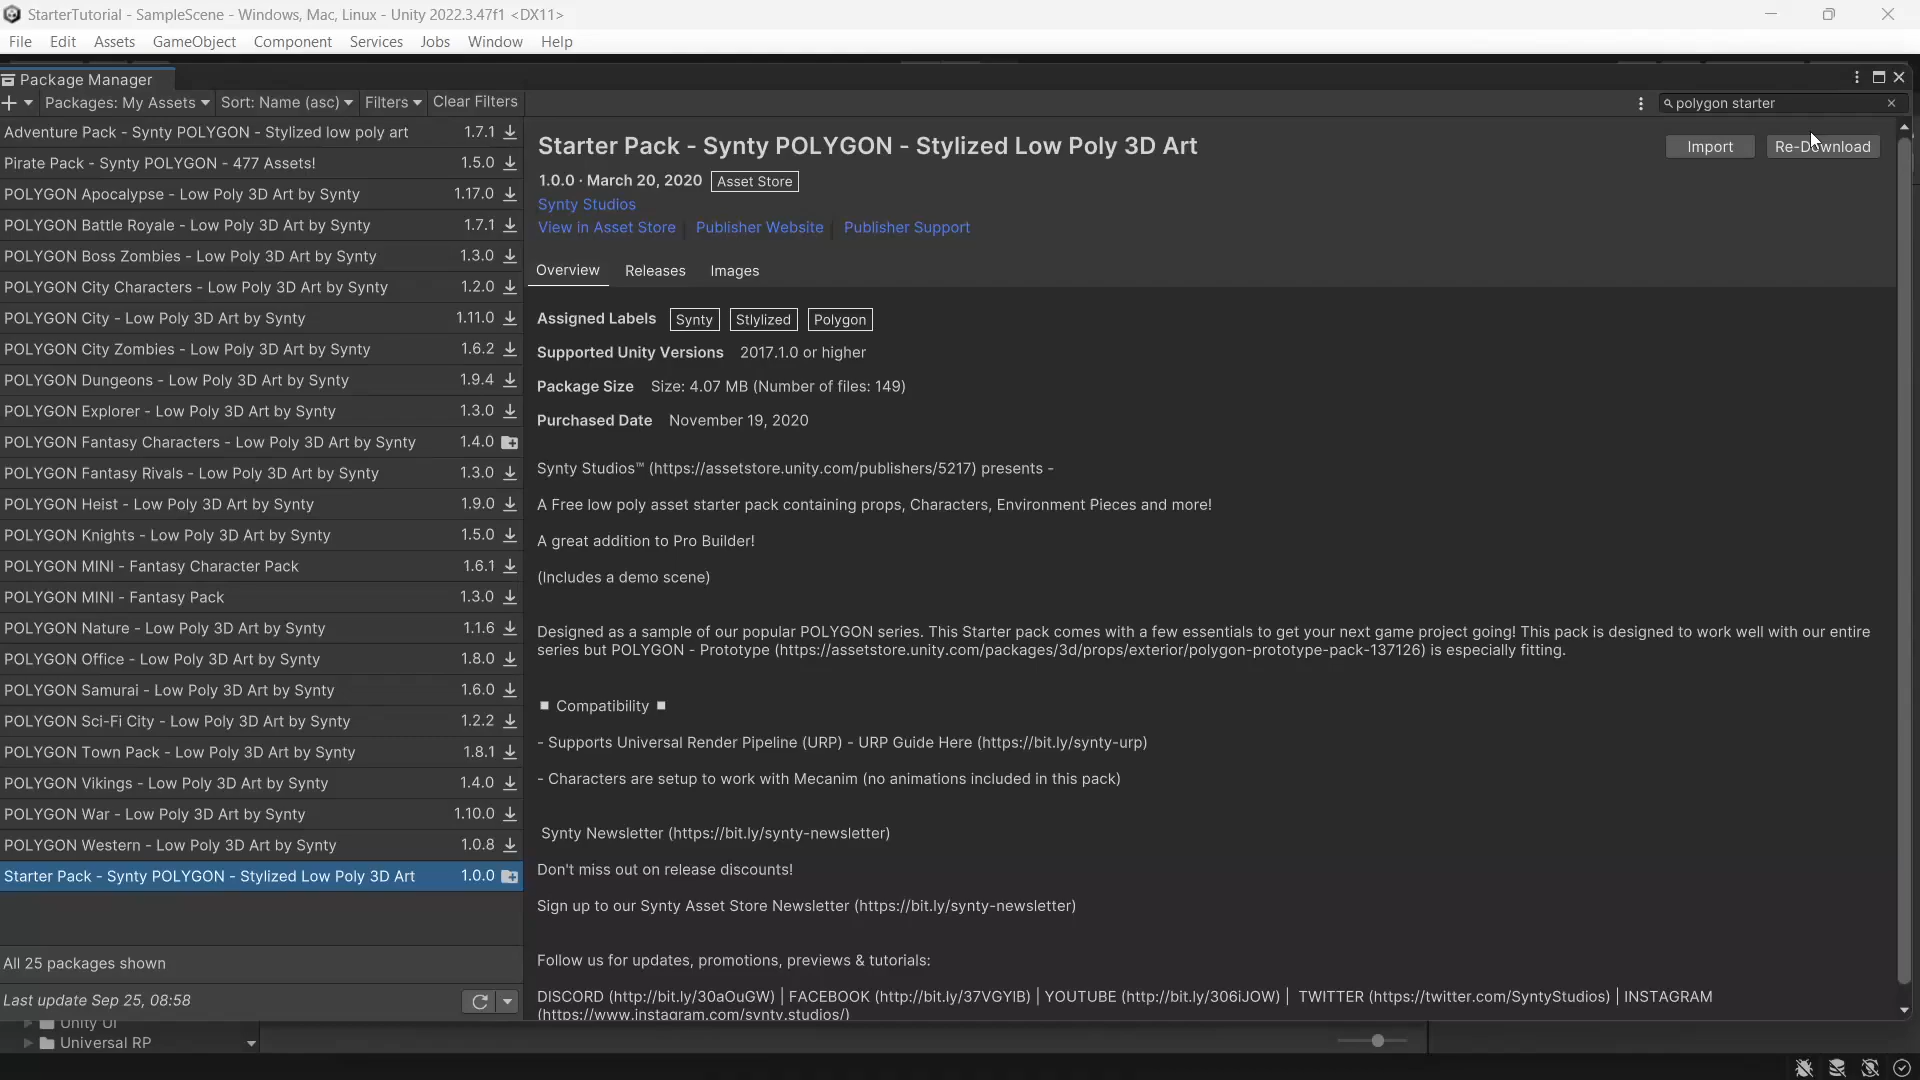 StarterTutorial - SampleScene - Windows, Mac, Linux - Unity 2022.3.47f1 <DX11>
File Edit Assets GameObject Component Services Jobs Window Help
Package Manager
Packages: My Assets Sort: Name (asc) Filters Clear Filters polygon starter
Adventure Pack - Synty POLYGON - Stylized low poly art 1.7.1
Pirate Pack - Synty POLYGON - 477 Assets! 1.5.0
POLYGON Apocalypse - Low Poly 3D Art by Synty 1.17.0
POLYGON Battle Royale - Low Poly 3D Art by Synty 1.7.1
POLYGON Boss Zombies - Low Poly 3D Art by Synty 1.3.0
POLYGON City Characters - Low Poly 3D Art by Synty 1.2.0
POLYGON City - Low Poly 3D Art by Synty 1.11.0
POLYGON City Zombies - Low Poly 3D Art by Synty 1.6.2
POLYGON Dungeons - Low Poly 3D Art by Synty 1.9.4
POLYGON Explorer - Low Poly 3D Art by Synty 1.3.0
POLYGON Fantasy Characters - Low Poly 3D Art by Synty 1.4.0
POLYGON Fantasy Rivals - Low Poly 3D Art by Synty 1.3.0
POLYGON Heist - Low Poly 3D Art by Synty 1.9.0
POLYGON Knights - Low Poly 3D Art by Synty 1.5.0
POLYGON MINI - Fantasy Character Pack 1.6.1
POLYGON MINI - Fantasy Pack 1.3.0
POLYGON Nature - Low Poly 3D Art by Synty 1.1.6
POLYGON Office - Low Poly 3D Art by Synty 1.8.0
POLYGON Samurai - Low Poly 3D Art by Synty 1.6.0
POLYGON Sci-Fi City - Low Poly 3D Art by Synty 1.2.2
POLYGON Town Pack - Low Poly 3D Art by Synty 1.8.1
POLYGON Vikings - Low Poly 3D Art by Synty 1.4.0
POLYGON War - Low Poly 3D Art by Synty 1.10.0
POLYGON Western - Low Poly 3D Art by Synty 1.0.8
Starter Pack - Synty POLYGON - Stylized Low Poly 3D Art 1.0.0
All 25 packages shown
Last update Sep 25, 08:58
Unity UI
Universal RP
Starter Pack - Synty POLYGON - Stylized Low Poly 3D Art
Import Re-Download
1.0.0 · March 20, 2020 Asset Store
Synty Studios
View in Asset Store Publisher Website Publisher Support
Overview Releases Images
Assigned Labels Synty Stlylized Polygon
Supported Unity Versions 2017.1.0 or higher
Package Size Size: 4.07 MB (Number of files: 149)
Purchased Date November 19, 2020
Synty Studios™ (https://assetstore.unity.com/publishers/5217) presents -
A Free low poly asset starter pack containing props, Characters, Environment Pieces and more!
A great addition to Pro Builder!
(Includes a demo scene)
Designed as a sample of our popular POLYGON series. This Starter pack comes with a few essentials to get your next game project going! This pack is designed to work well with our entire
series but POLYGON - Prototype (https://assetstore.unity.com/packages/3d/props/exterior/polygon-prototype-pack-137126) is especially fitting.
■ Compatibility ■
- Supports Universal Render Pipeline (URP) - URP Guide Here (https://bit.ly/synty-urp)
- Characters are setup to work with Mecanim (no animations included in this pack)
Synty Newsletter (https://bit.ly/synty-newsletter)
Don't miss out on release discounts!
Sign up to our Synty Asset Store Newsletter (https://bit.ly/synty-newsletter)
Follow us for updates, promotions, previews & tutorials:
DISCORD (http://bit.ly/30aOuGW) | FACEBOOK (http://bit.ly/37VGYIB) | YOUTUBE (http://bit.ly/306iJOW) | TWITTER (https://twitter.com/SyntyStudios) | INSTAGRAM
(https://www.instagram.com/synty.studios/)